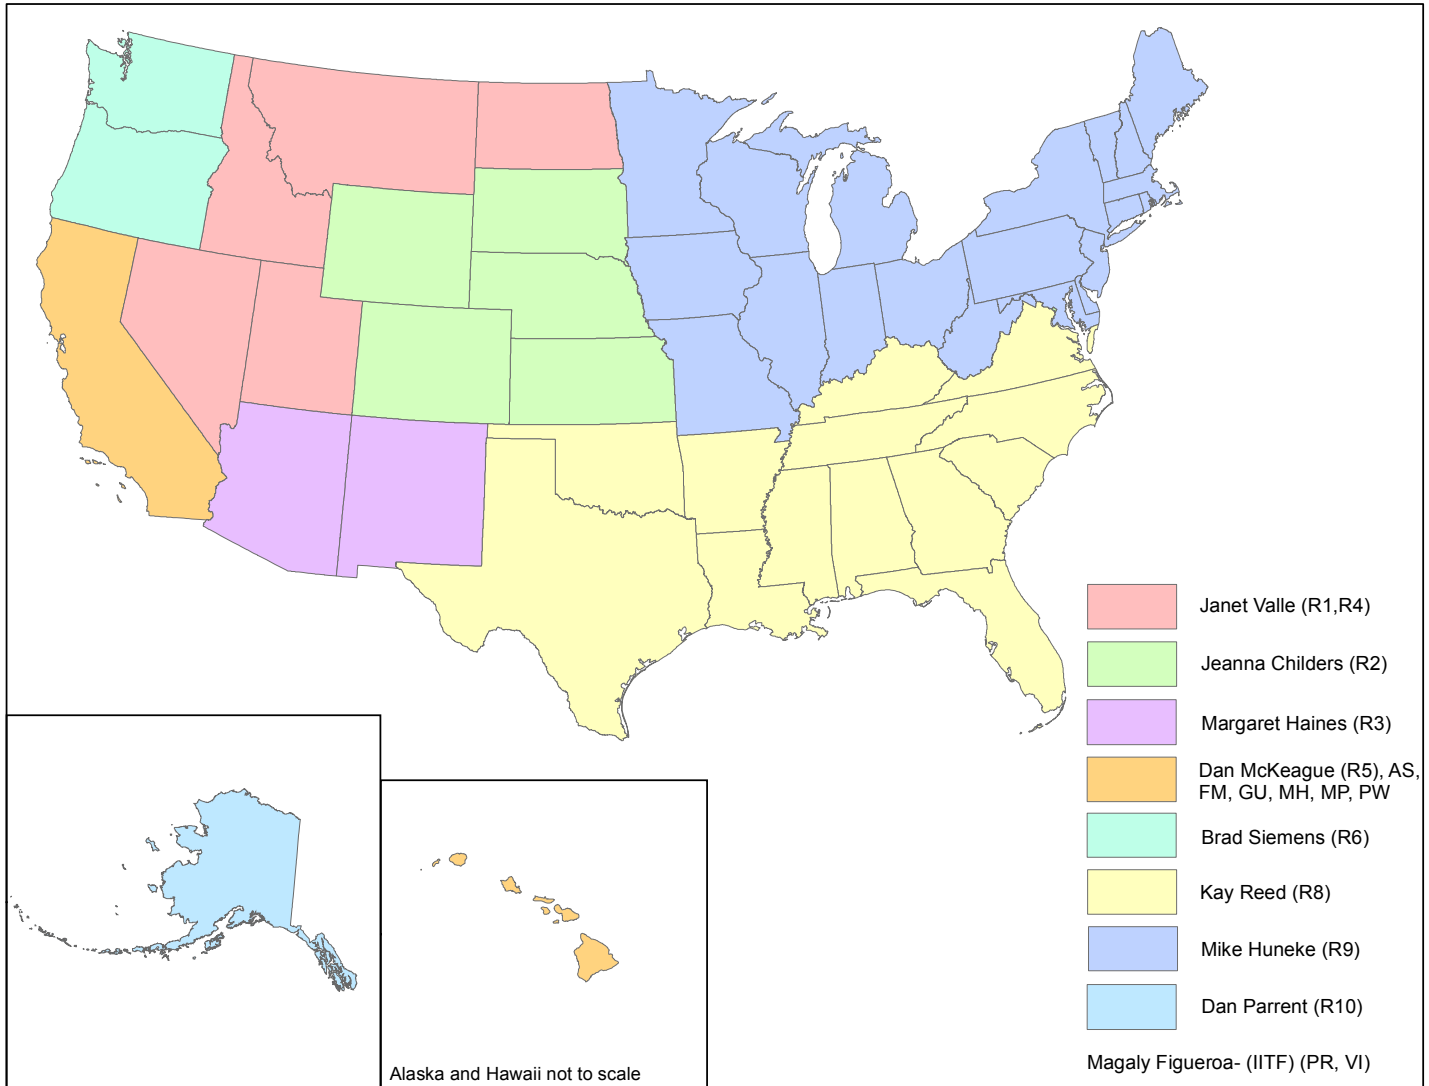 Janet Valle (R1,R4)
Jeanna Childers (R2)
Margaret Haines (R3)
Dan McKeague (R5), AS,
FM, GU, MH, MP, PW
Brad Siemens (R6)
Kay Reed (R8)
Mike Huneke (R9)
Dan Parrent (R10)
Magaly Figueroa- (IITF) (PR, VI)
Alaska and Hawaii not to scale